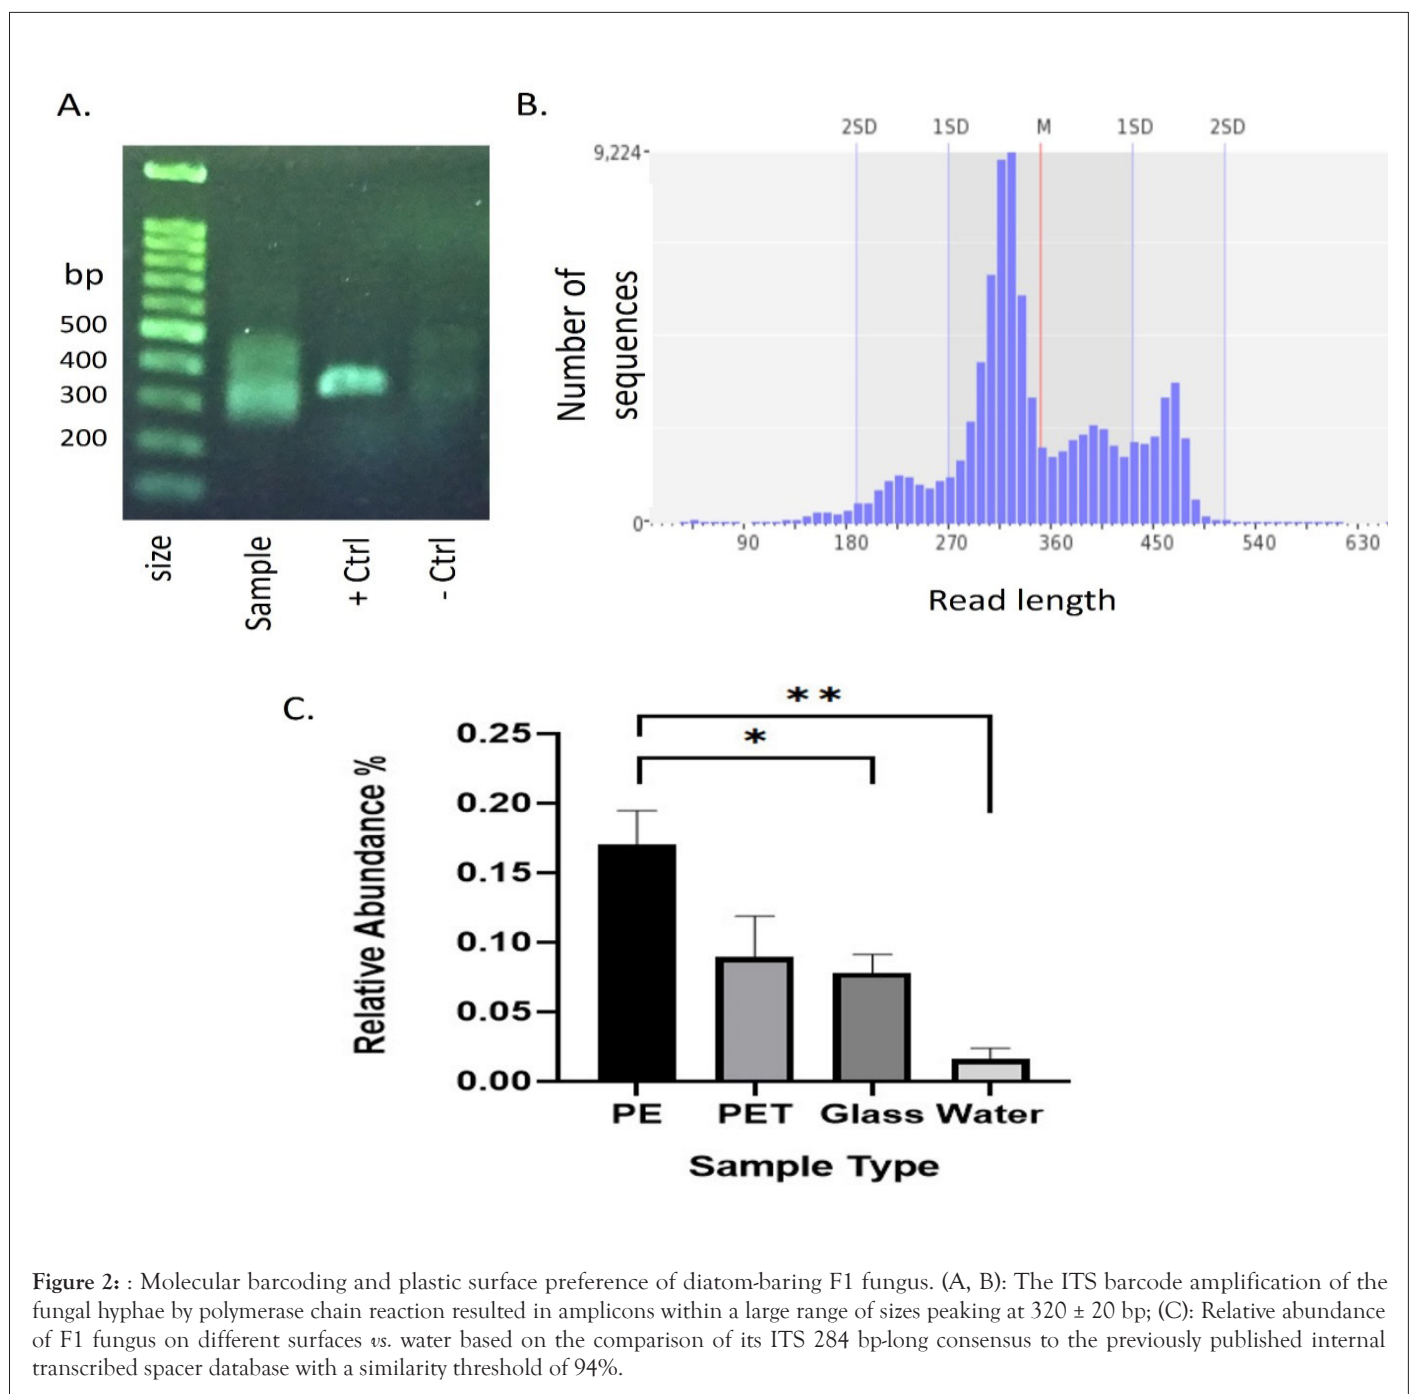 A.
bp
500
400
300
200
size
Sample
+ Ctrl
- Ctrl
B.
2SD 1SD M 1SD 2SD
9,224
0
Number of
sequences
90 180 270 360 450 540 630
Read length
C.
* *
*
0.25
0.20
0.15
0.10
0.05
0.00
Relative Abundance %
PE PET Glass Water
Sample Type
Figure 2: : Molecular barcoding and plastic surface preference of diatom-baring F1 fungus. (A, B): The ITS barcode amplification of the
fungal hyphae by polymerase chain reaction resulted in amplicons within a large range of sizes peaking at 320 ± 20 bp; (C): Relative abundance
of F1 fungus on different surfaces vs. water based on the comparison of its ITS 284 bp-long consensus to the previously published internal
transcribed spacer database with a similarity threshold of 94%.